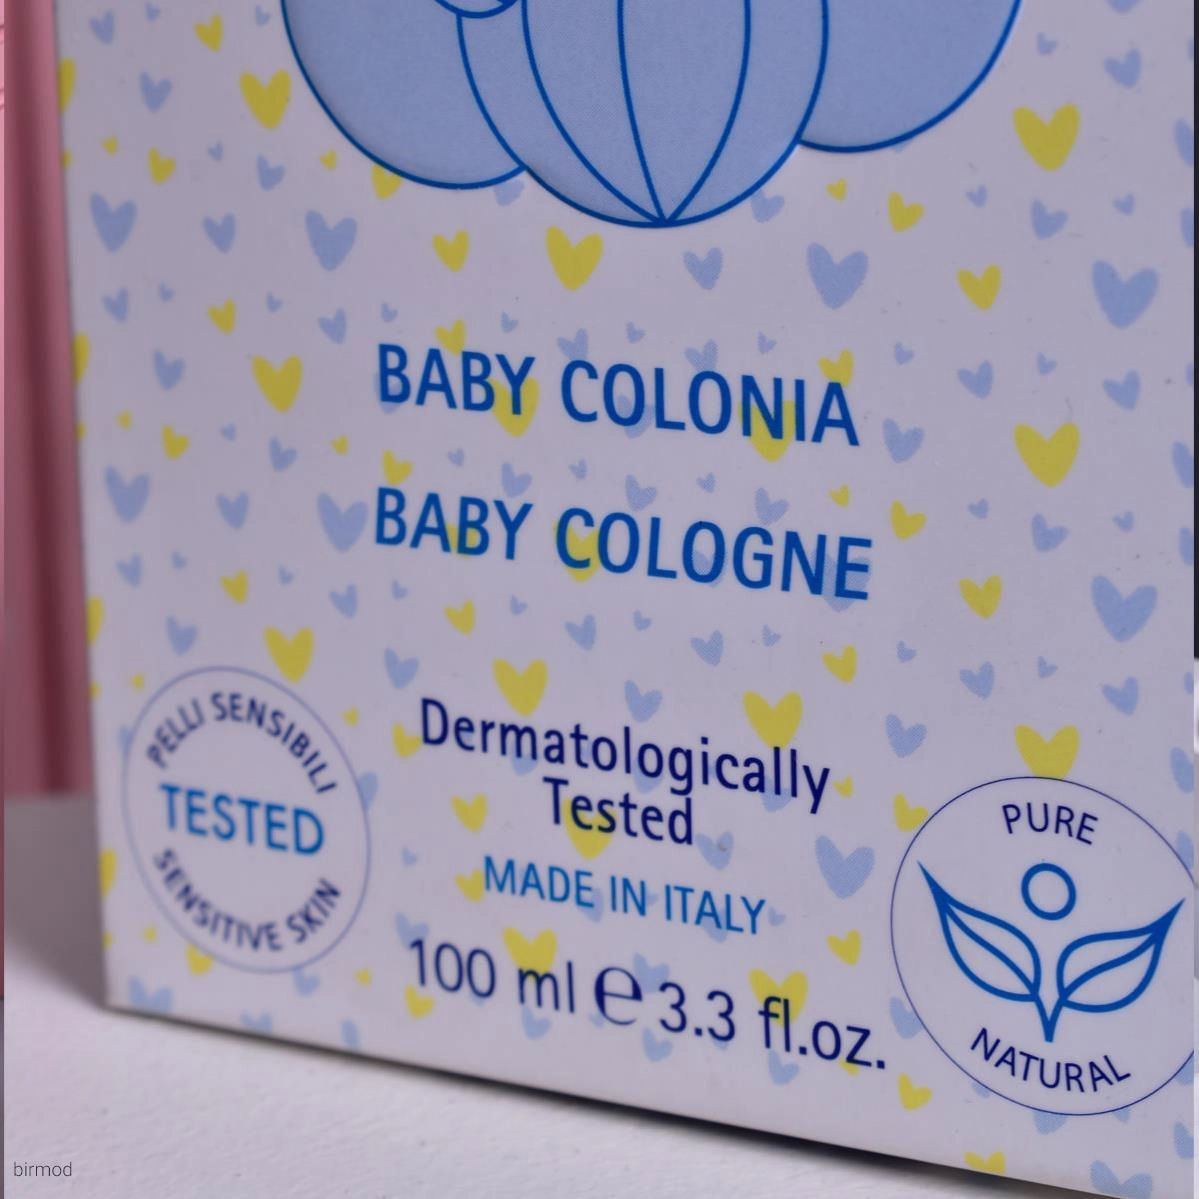 BABY COLONIA
BABY COLOGNE
PELLI SENSIBILI
TESTED
SENSITIVE SKIN
Dermatologically
Tested
MADE IN ITALY
100 ml ℮ 3.3 fl.oz.
PURE
NATURAL
birmod